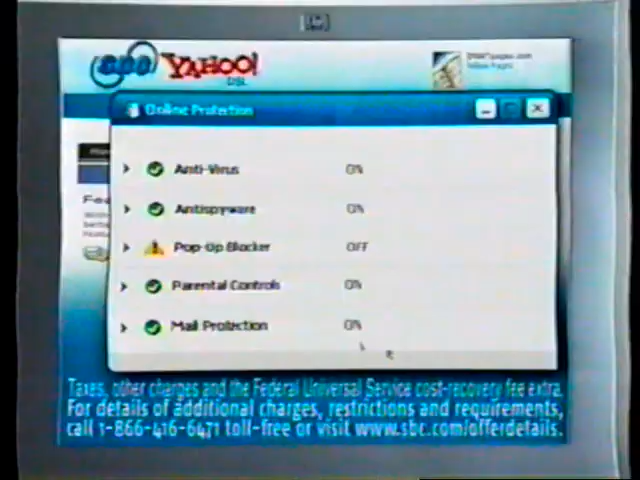 SBC YAHOO!
DSL
Online Protection
Anti-Virus ON
Antispyware ON
Pop-Up Blocker OFF
Parental Controls ON
Mail Protection ON
Taxes, other charges and the Federal Universal Service cost-recovery fee extra.
For details of additional charges, restrictions and requirements,
call 1-866-416-6471 toll-free or visit www.sbc.com/offerdetails.